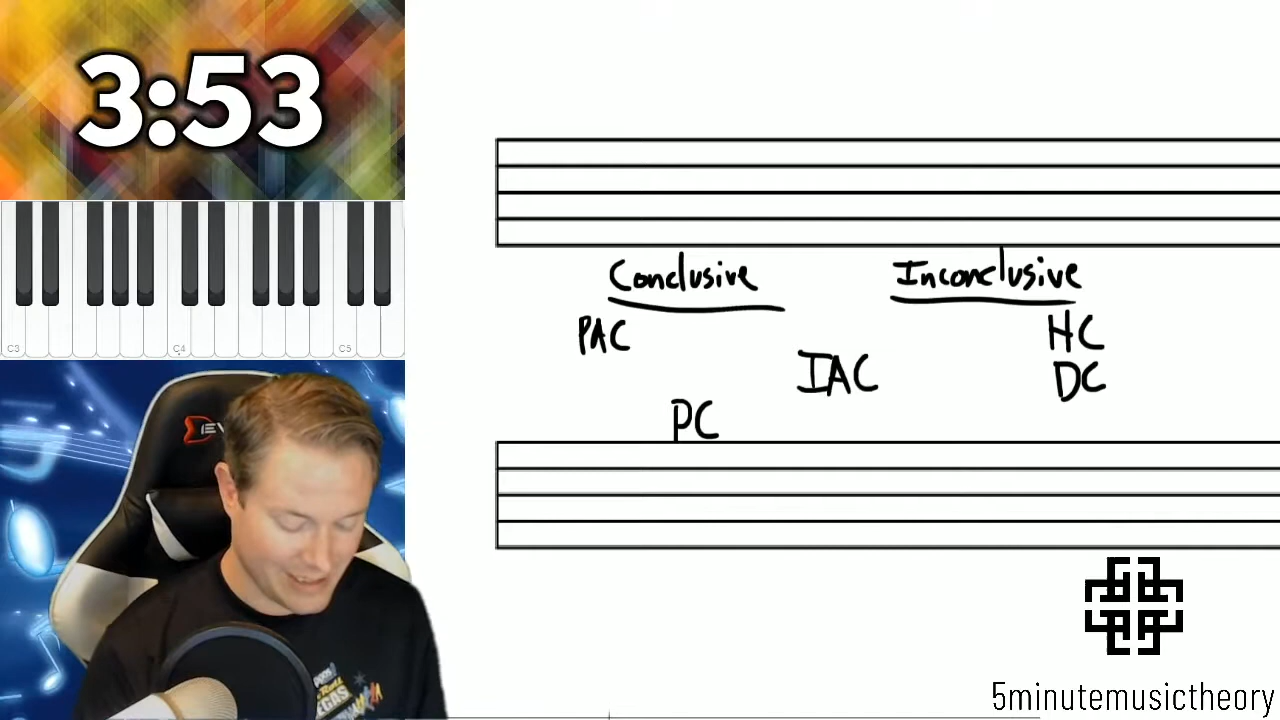 3:53
Conclusive Inconclusive
PAC HC
IAC DC
PC
C3 C4 C5
5minutemusictheory